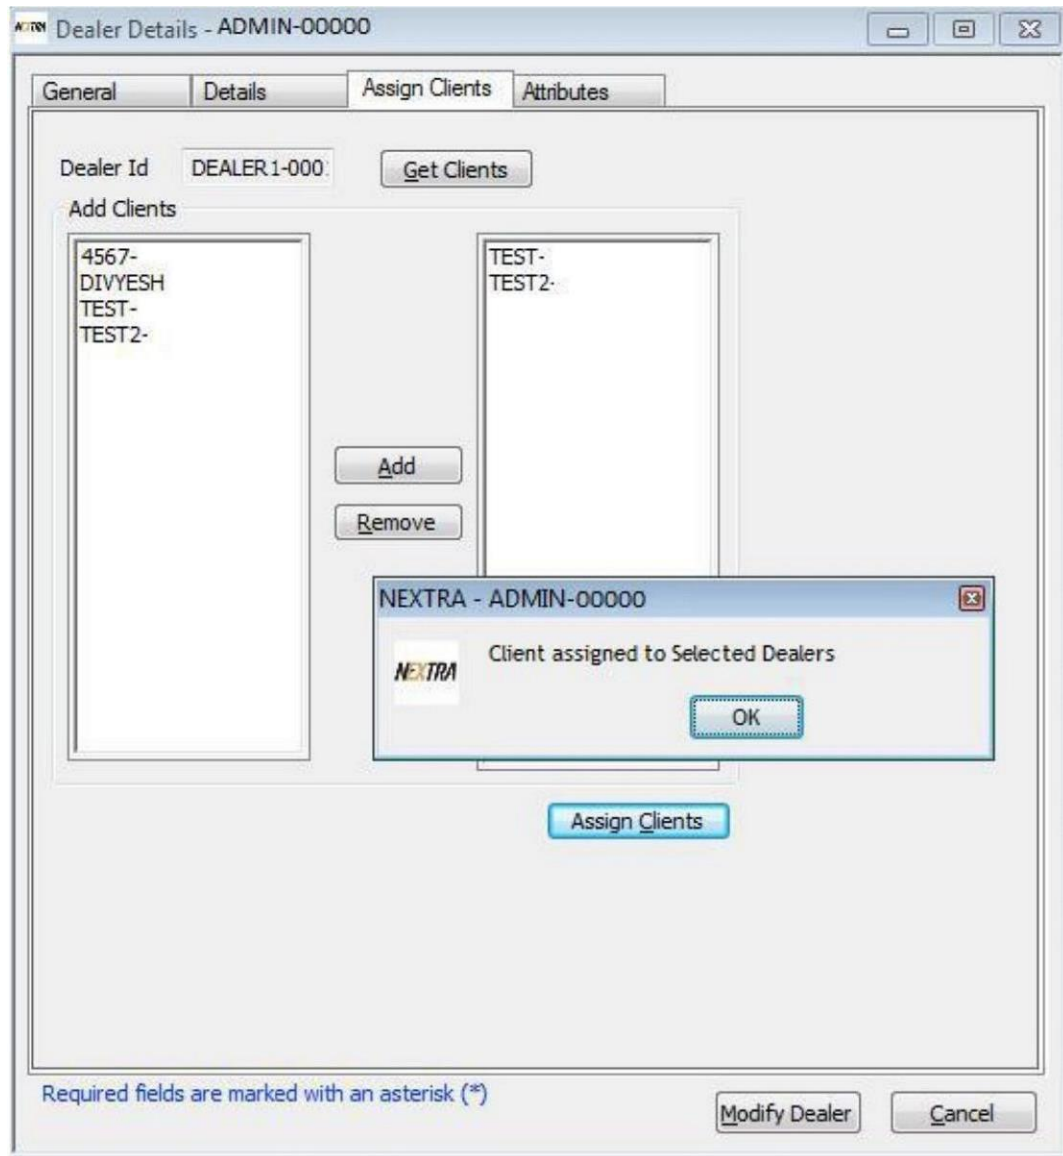 NEXTRA Dealer Details - ADMIN-00000
General Details Assign Clients Attributes
Dealer Id DEALER1-000 Get Clients
Add Clients
4567-
DIVYESH
TEST-
TEST2-
TEST-
TEST2-
Add
Remove
NEXTRA - ADMIN-00000
NEXTRA
Client assigned to Selected Dealers
OK
Assign Clients
Required fields are marked with an asterisk (*)
Modify Dealer Cancel